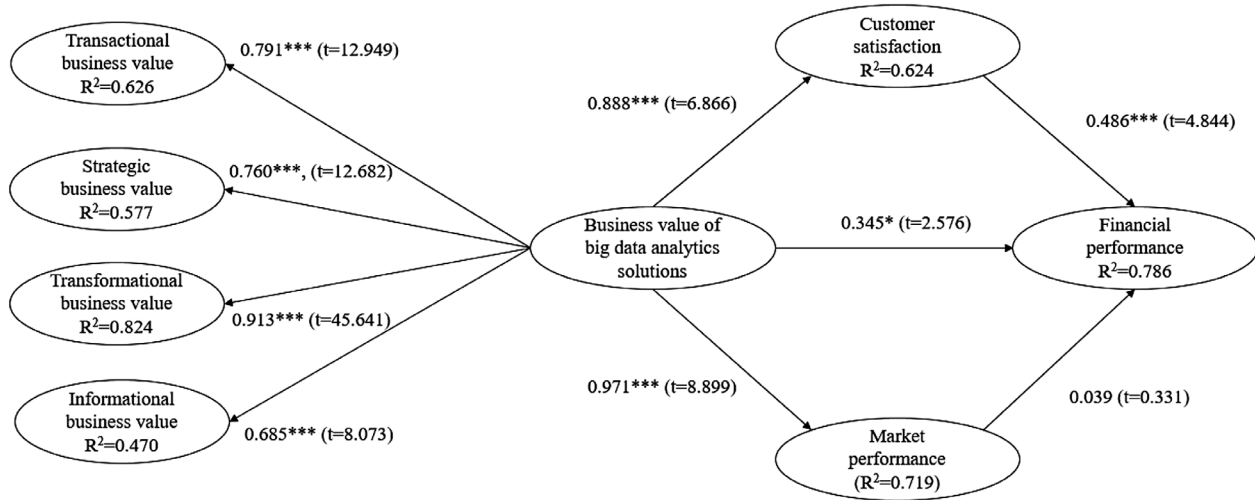 Transactional
business value
R²=0.626
0.791*** (t=12.949)
Strategic
business value
R²=0.577
0.760***, (t=12.682)
Transformational
business value
R²=0.824
0.913*** (t=45.641)
Informational
business value
R²=0.470
0.685*** (t=8.073)
Business value of
big data analytics
solutions
0.888*** (t=6.866)
Customer
satisfaction
R²=0.624
0.486*** (t=4.844)
0.345* (t=2.576)
Financial
performance
R²=0.786
0.971*** (t=8.899)
Market
performance
(R²=0.719)
0.039 (t=0.331)